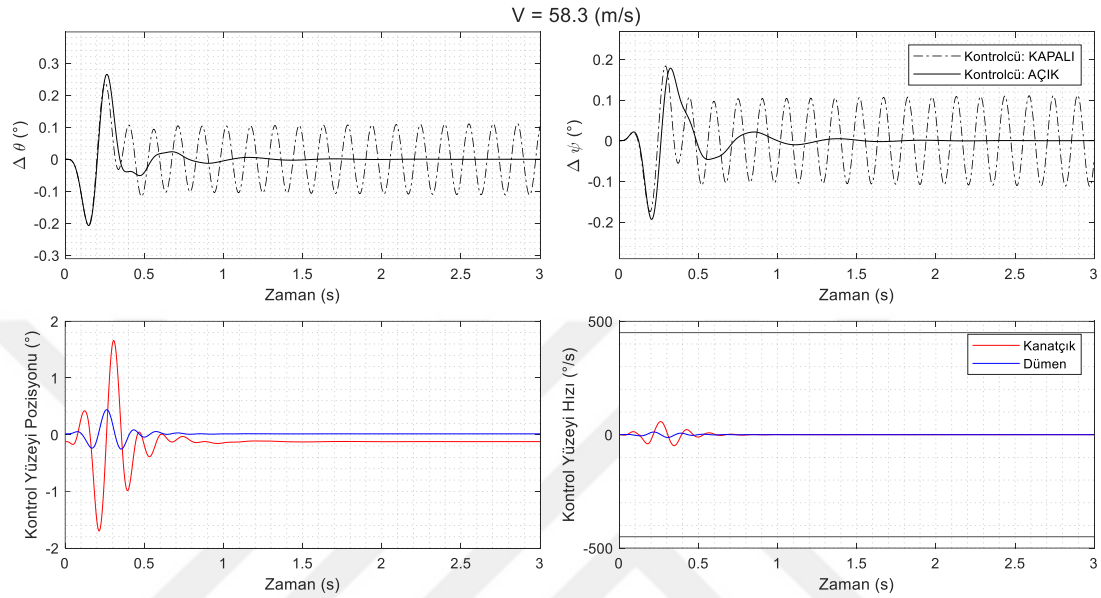 V = 58.3 (m/s)
Δ θ (°)
0.3
0.2
0.1
0
-0.1
-0.2
-0.3
0 0.5 1 1.5 2 2.5 3
Zaman (s)
Δ ψ (°)
0.2
0.1
0
-0.1
-0.2
0 0.5 1 1.5 2 2.5 3
Zaman (s)
Kontrolcü: KAPALI
Kontrolcü: AÇIK
Kontrol Yüzeyi Pozisyonu (°)
2
1
0
-1
-2
0 0.5 1 1.5 2 2.5 3
Zaman (s)
Kontrol Yüzeyi Hızı (°/s)
500
0
-500
0 0.5 1 1.5 2 2.5 3
Zaman (s)
Kanatçık
Dümen